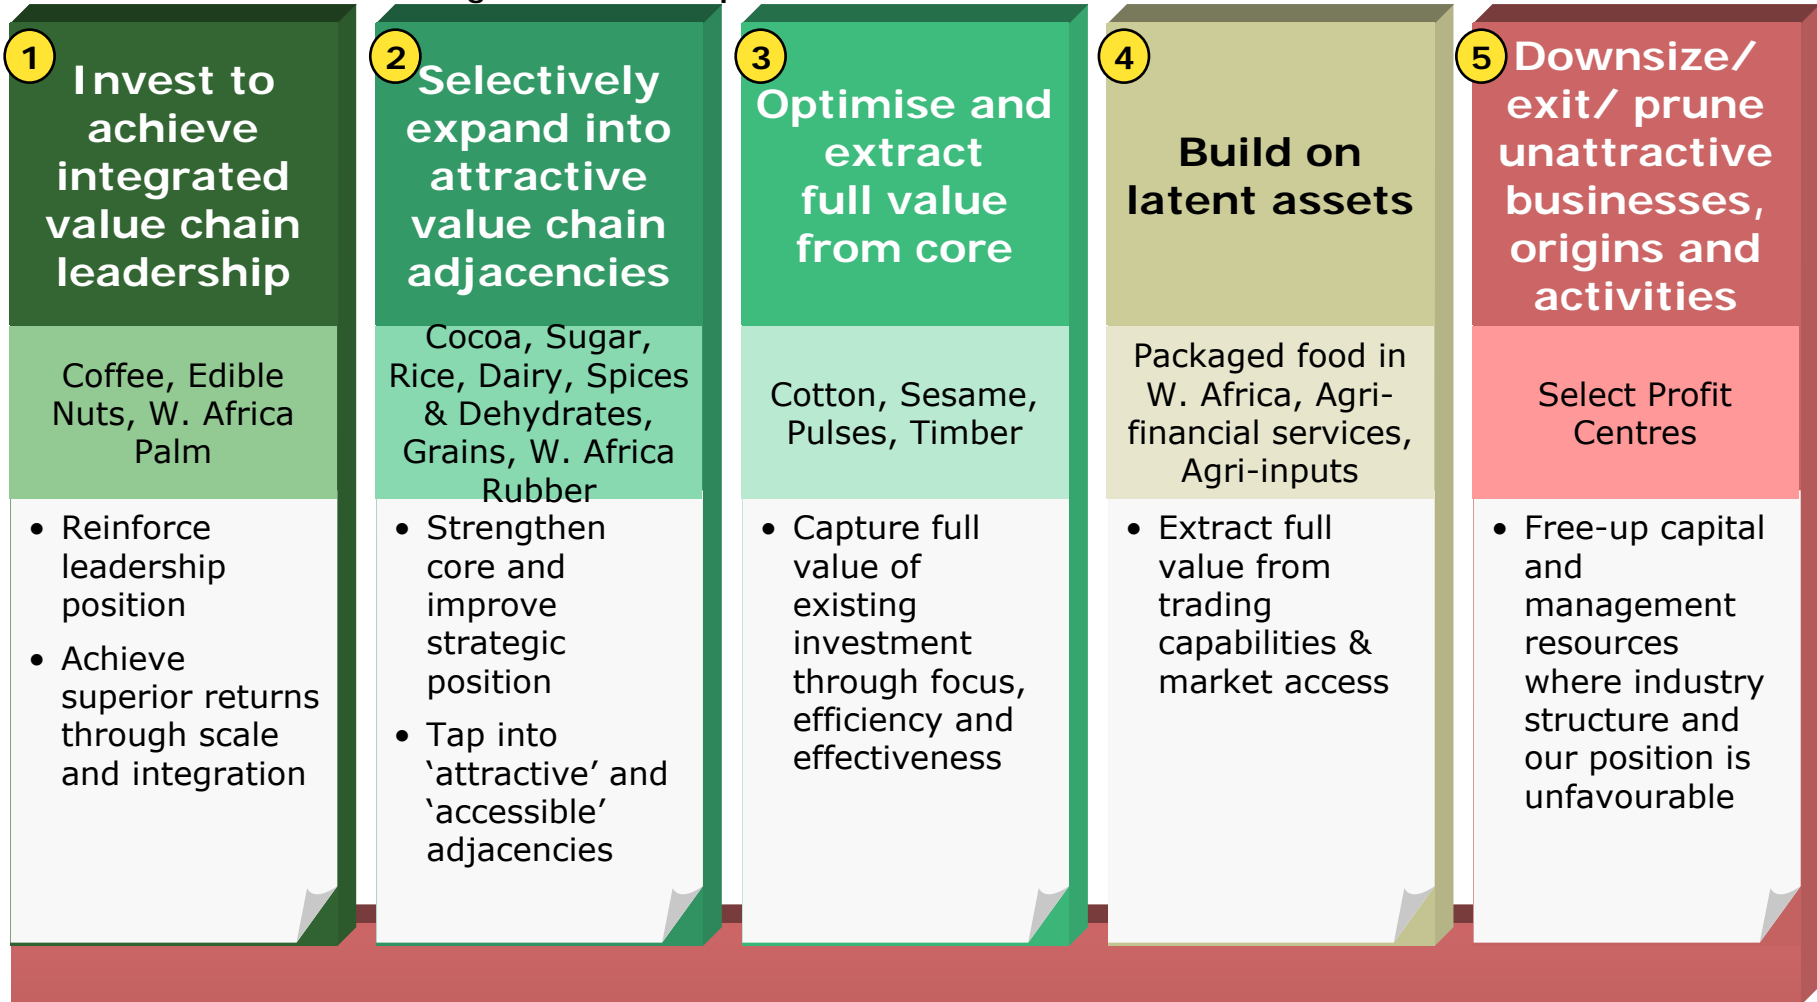 1
Invest to
achieve
integrated
value chain
leadership
Coffee, Edible
Nuts, W. Africa
Palm
• Reinforce
leadership
position
• Achieve
superior returns
through scale
and integration
2
Selectively
expand into
attractive
value chain
adjacencies
Cocoa, Sugar,
Rice, Dairy, Spices
& Dehydrates,
Grains, W. Africa
Rubber
• Strengthen
core and
improve
strategic
position
• Tap into
‘attractive’ and
‘accessible’
adjacencies
3
Optimise and
extract
full value
from core
Cotton, Sesame,
Pulses, Timber
• Capture full
value of
existing
investment
through focus,
efficiency and
effectiveness
4
Build on
latent assets
Packaged food in
W. Africa, Agri-
financial services,
Agri-inputs
• Extract full
value from
trading
capabilities &
market access
5
Downsize/
exit/ prune
unattractive
businesses,
origins and
activities
Select Profit
Centres
• Free-up capital
and
management
resources
where industry
structure and
our position is
unfavourable